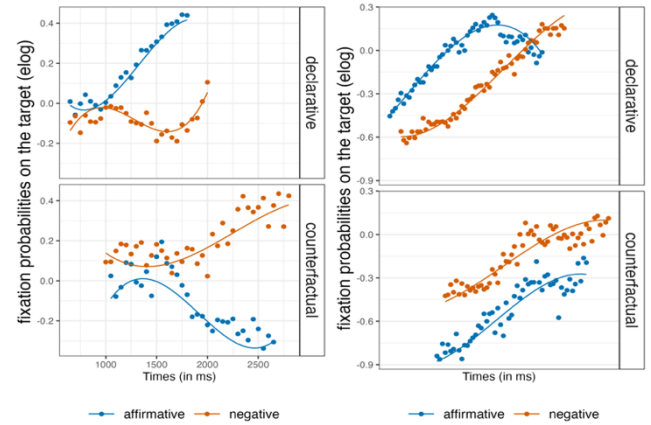 fixation probabilities on the target (elog)
0.4
0.2
0.0
-0.2
declarative
0.4
0.2
0.0
-0.2
counterfactual
1000 1500 2000 2500
Times (in ms)
affirmative negative
fixation probabilities on the target (elog)
0.3
0.0
-0.3
-0.6
-0.9
declarative
0.3
0.0
-0.3
-0.6
-0.9
counterfactual
Times (in ms)
affirmative negative